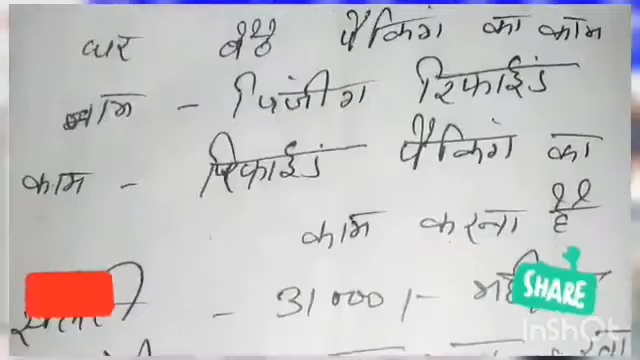 घर बैठे पैकिंग का काम
नाम - पिजींग रिफाईंड
काम - रिफाईंड पैकिंग का
काम करना है
- 31000/-
SHARE
InShOt